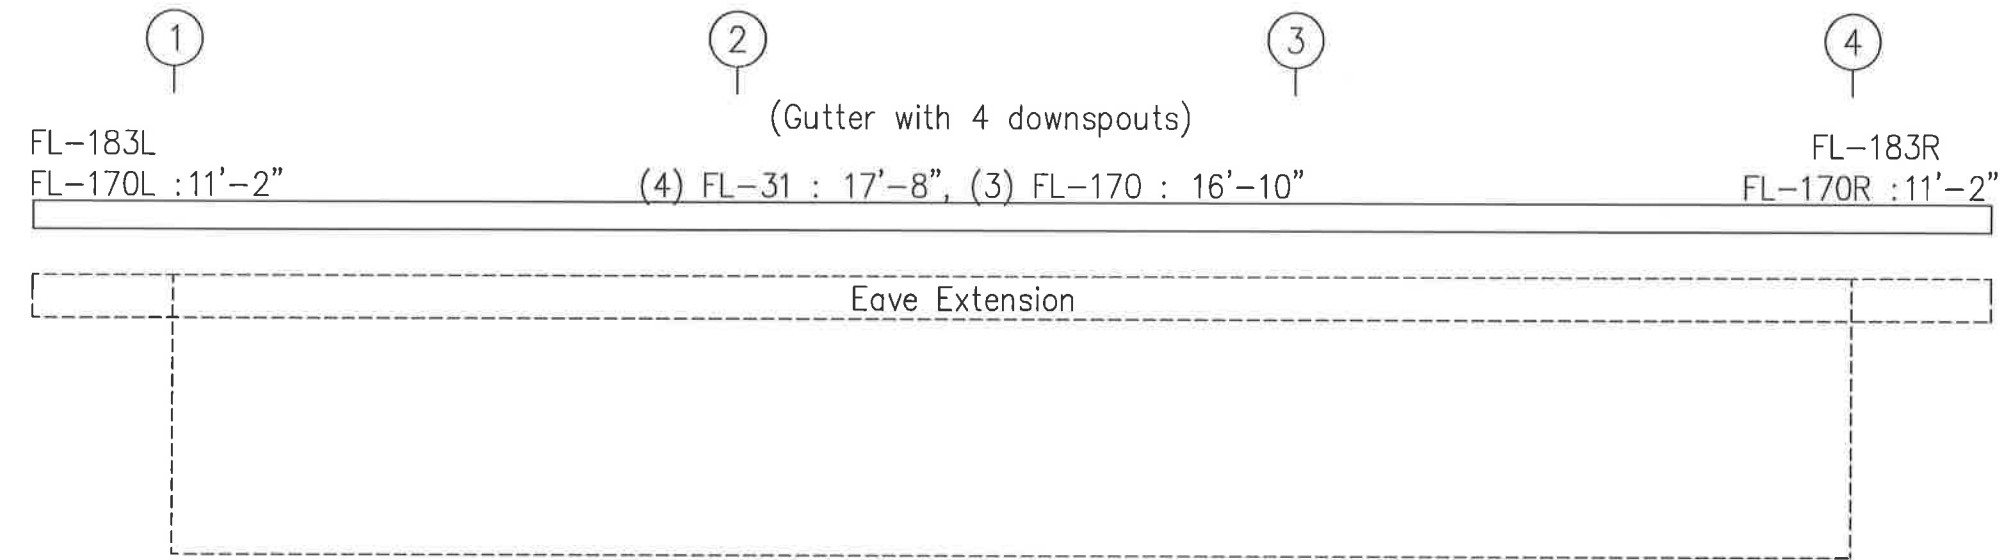 1
2
3
4
(Gutter with 4 downspouts)
FL-183L
FL-170L :11'-2"
(4) FL-31 : 17'-8", (3) FL-170 : 16'-10"
FL-183R
FL-170R :11'-2"
Eave Extension